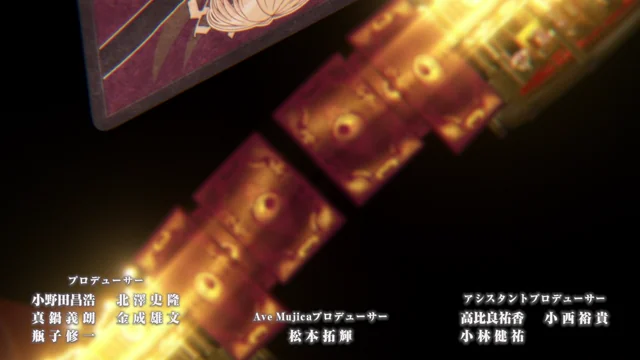 プロデューサー
小野田昌浩 北澤史隆
真鍋義朗 金成雄文
瓶子修一
Ave Mujicaプロデューサー
松本拓輝
アシスタントプロデューサー
高比良祐香 小西裕貴
小林健祐